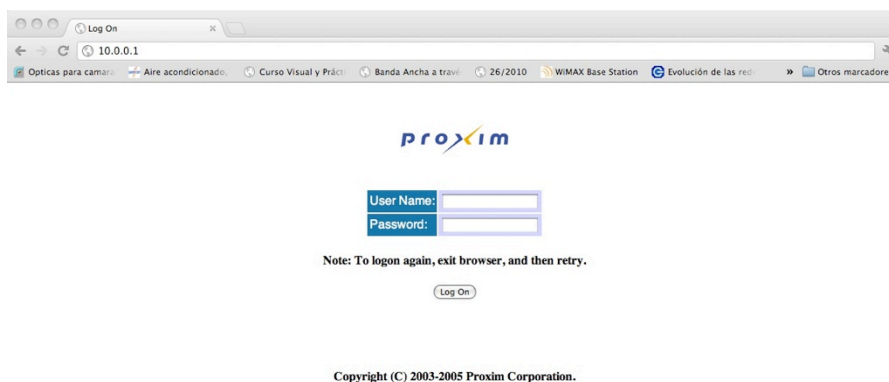 Log On
10.0.0.1
Opticas para camara Aire acondicionado, Curso Visual y Prácti Banda Ancha a travé 26/2010 WiMAX Base Station Evolución de las red » Otros marcadore
proxim
User Name:
Password:
Note: To logon again, exit browser, and then retry.
Log On
Copyright (C) 2003-2005 Proxim Corporation.